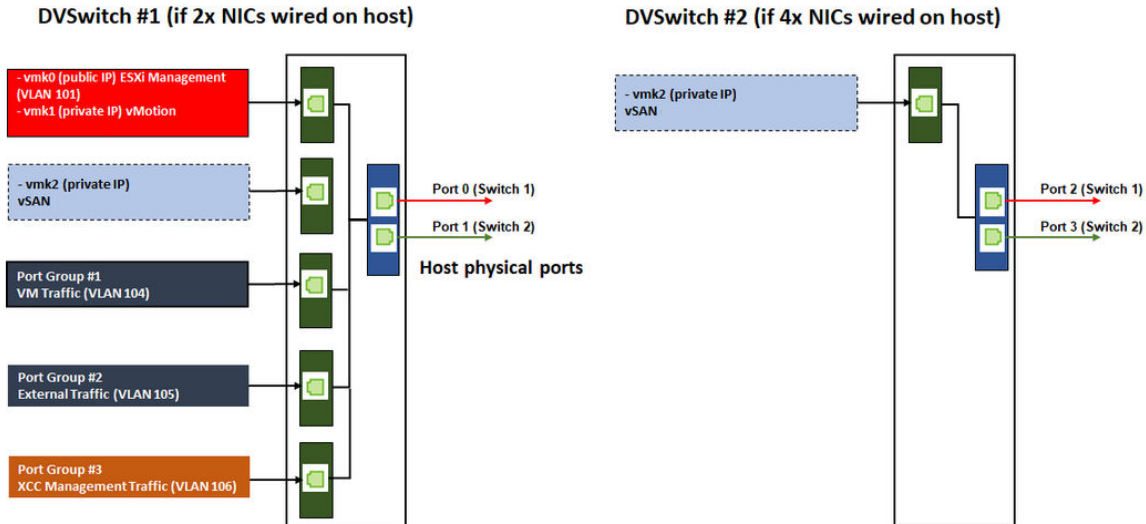 DVSwitch #1 (if 2x NICs wired on host)
- vmk0 (public IP) ESXi Management
(VLAN 101)
- vmk1 (private IP) vMotion
- vmk2 (private IP)
vSAN
Port Group #1
VM Traffic (VLAN 104)
Port Group #2
External Traffic (VLAN 105)
Port Group #3
XCC Management Traffic (VLAN 106)
Port 0 (Switch 1)
Port 1 (Switch 2)
Host physical ports
DVSwitch #2 (if 4x NICs wired on host)
- vmk2 (private IP)
vSAN
Port 2 (Switch 1)
Port 3 (Switch 2)